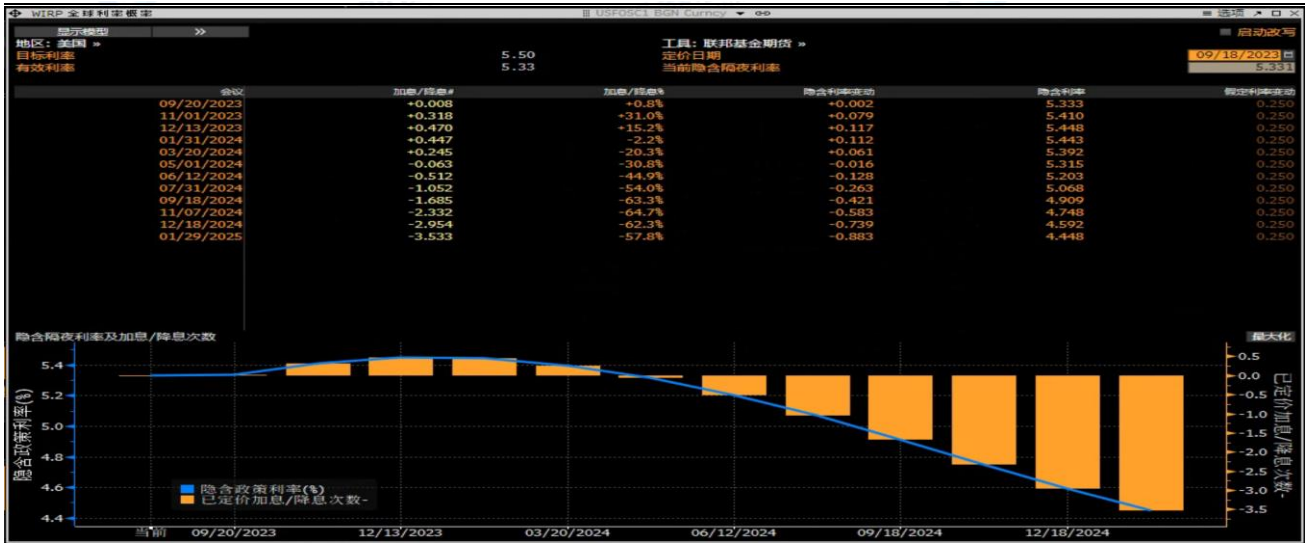 WIRP 全球利率概率 USFOSC1 BGN Curncy 选项
显示模型 » 启动改写
地区: 美国 » 工具: 联邦基金期货 »
目标利率 5.50 定价日期 09/18/2023
有效利率 5.33 当前隐含隔夜利率 5.331
会议 加息/降息# 加息/降息% 隐含利率变动 隐含利率 假定利率变动
09/20/2023 +0.008 +0.8% +0.002 5.333 0.250
11/01/2023 +0.318 +31.0% +0.079 5.410 0.250
12/13/2023 +0.470 +15.2% +0.117 5.448 0.250
01/31/2024 +0.447 -2.2% +0.112 5.443 0.250
03/20/2024 +0.245 -20.3% +0.061 5.392 0.250
05/01/2024 -0.063 -30.8% -0.016 5.315 0.250
06/12/2024 -0.512 -44.9% -0.128 5.203 0.250
07/31/2024 -1.052 -54.0% -0.263 5.068 0.250
09/18/2024 -1.685 -63.3% -0.421 4.909 0.250
11/07/2024 -2.332 -64.7% -0.583 4.748 0.250
12/18/2024 -2.954 -62.3% -0.739 4.592 0.250
01/29/2025 -3.533 -57.8% -0.883 4.448 0.250
隐含隔夜利率及加息/降息次数 最大化
隐含政策利率(%)
5.4
5.2
5.0
4.8
4.6
4.4
隐含政策利率(%)
已定价加息/降息次数-
0.5
0.0
-0.5
-1.0
-1.5
-2.0
-2.5
-3.0
-3.5
已定价加息/降息次数-
当前 09/20/2023 12/13/2023 03/20/2024 06/12/2024 09/18/2024 12/18/2024